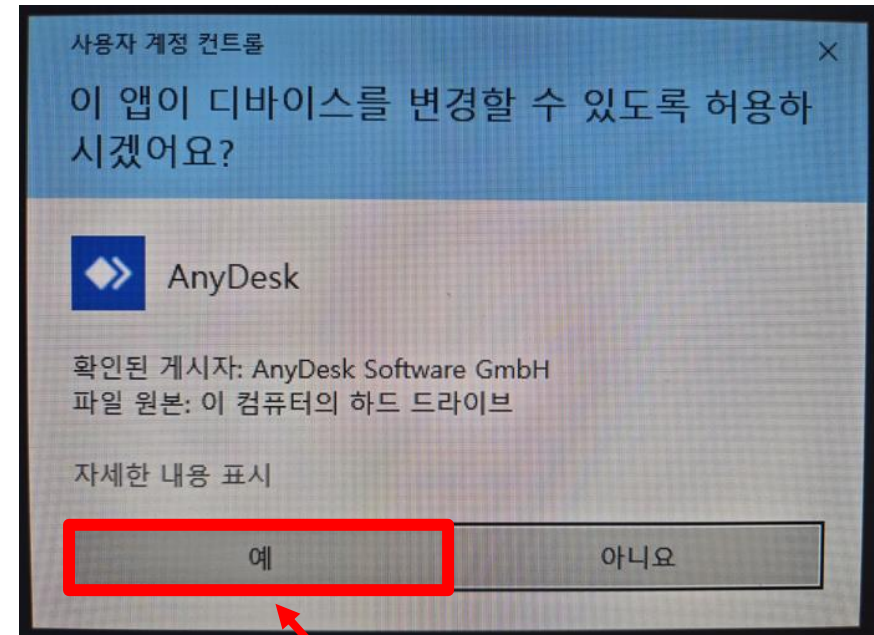 사용자 계정 컨트롤
이 앱이 디바이스를 변경할 수 있도록 허용하
시겠어요?
AnyDesk
확인된 게시자: AnyDesk Software GmbH
파일 원본: 이 컴퓨터의 하드 드라이브
자세한 내용 표시
예
아니요